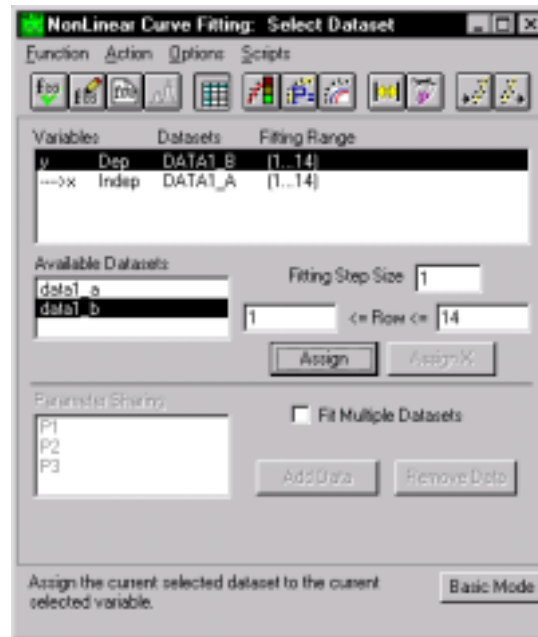 NonLinear Curve Fitting: Select Dataset
Function Action Options Scripts
Variables Datasets Fitting Range
y Dep DATA1_B (1...14)
--->x Indep DATA1_A (1...14)
Available Datasets
data1_a
data1_b
Fitting Step Size 1
1 <= Row <= 14
Assign Assign X
Parameter Sharing
P1
P2
P3
Fit Multiple Datasets
Add Data Remove Data
Assign the current selected dataset to the current
selected variable.
Basic Mode